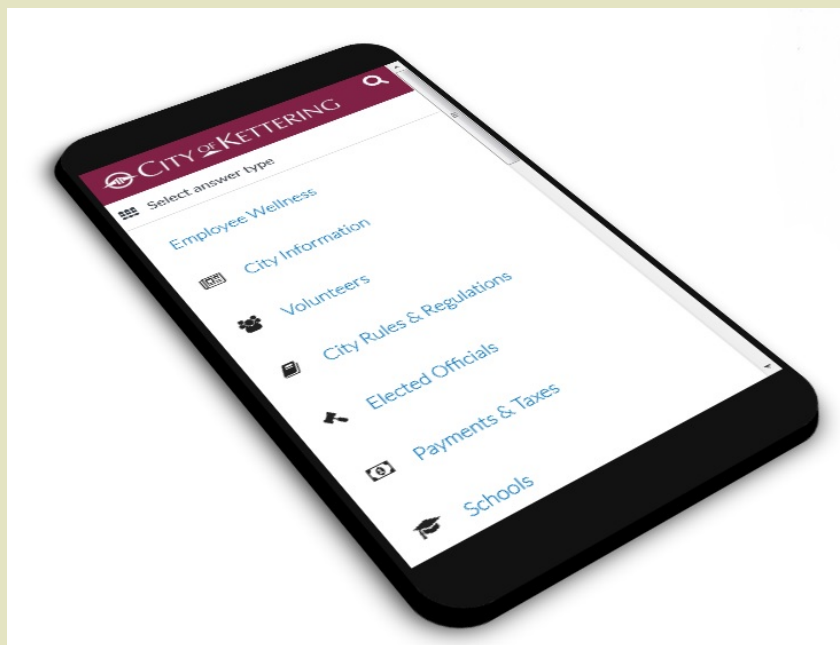 CITY OF KETTERING
Select answer type
Employee Wellness
City Information
Volunteers
City Rules & Regulations
Elected Officials
Payments & Taxes
Schools